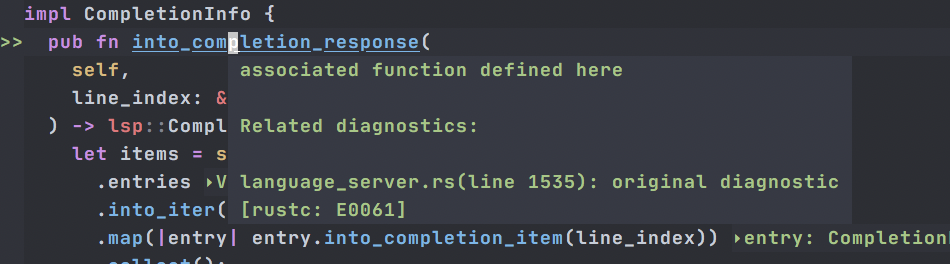 impl CompletionInfo {
>> pub fn into_completion_response(
self, associated function defined here
line_index: &
) -> lsp::Compl Related diagnostics:
let items = s
.entries ‣V language_server.rs(line 1535): original diagnostic
.into_iter( [rustc: E0061]
.map(|entry| entry.into_completion_item(line_index)) ‣entry: Completion
.collect();